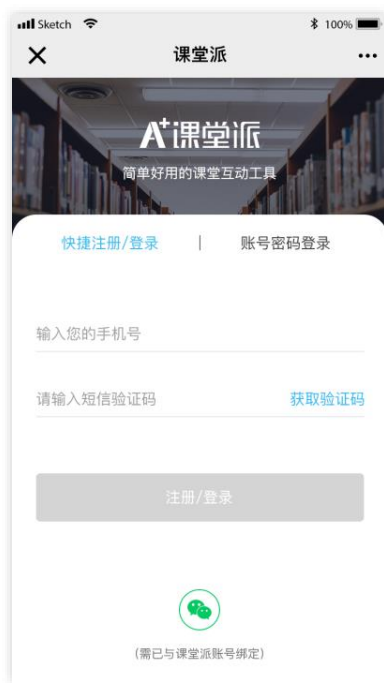 Sketch 100%
课堂派
A+课堂派
简单好用的课堂互动工具
快捷注册/登录 | 账号密码登录
输入您的手机号
请输入短信验证码 获取验证码
注册/登录
(需已与课堂派账号绑定)